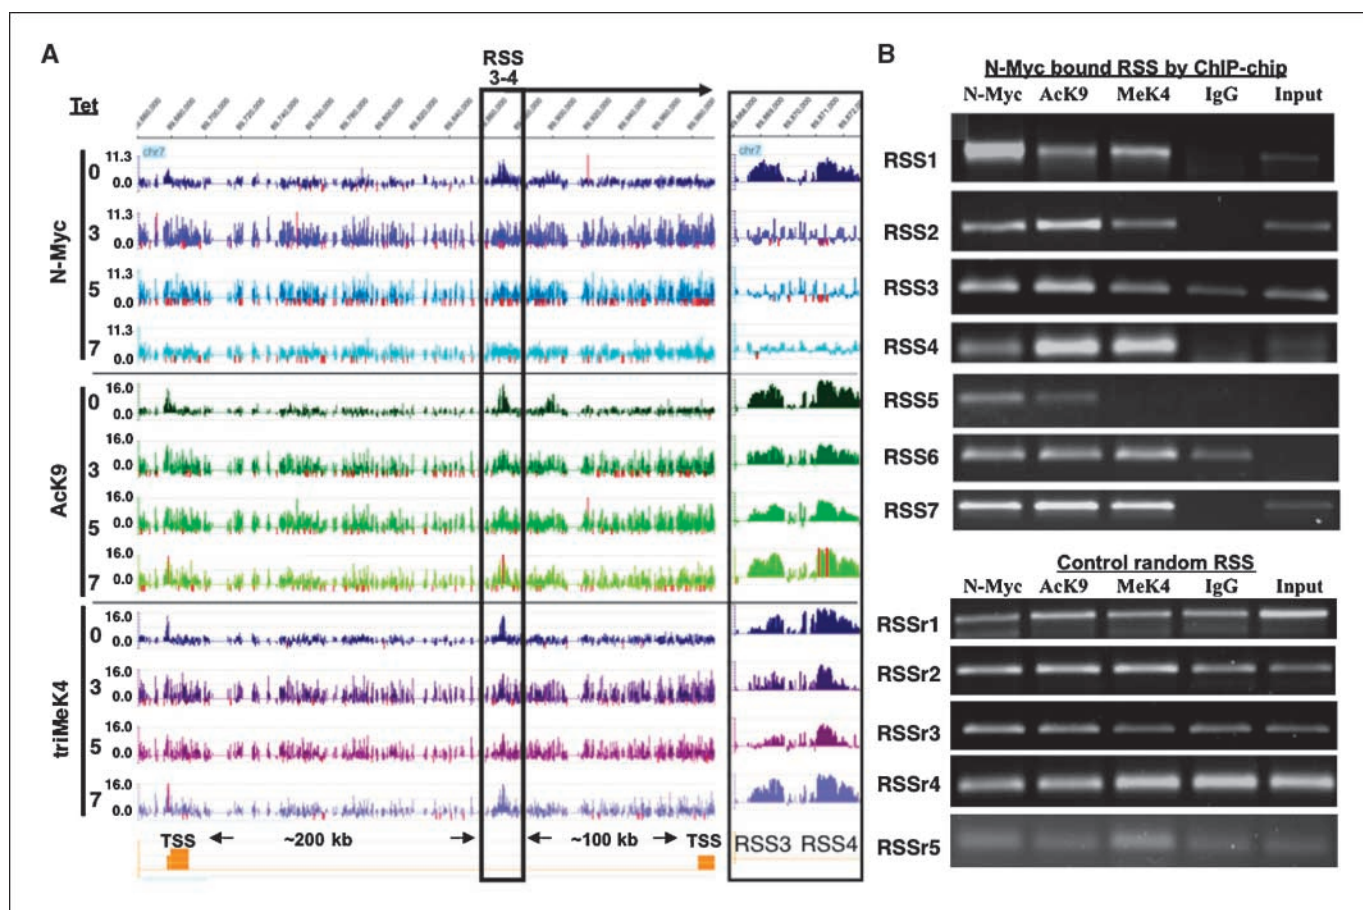 A
RSS
3-4
Tet
chr7
chr7
N-Myc
0
11.3
0.0
3
11.3
0.0
5
11.3
0.0
7
11.3
0.0
AcK9
0
16.0
0.0
3
16.0
0.0
5
16.0
0.0
7
16.0
0.0
triMeK4
0
16.0
0.0
3
16.0
0.0
5
16.0
0.0
7
16.0
0.0
TSS
~200 kb
~100 kb
TSS
RSS3 RSS4
B
N-Myc bound RSS by ChIP-chip
N-Myc AcK9 MeK4 IgG Input
RSS1
RSS2
RSS3
RSS4
RSS5
RSS6
RSS7
Control random RSS
N-Myc AcK9 MeK4 IgG Input
RSSr1
RSSr2
RSSr3
RSSr4
RSSr5